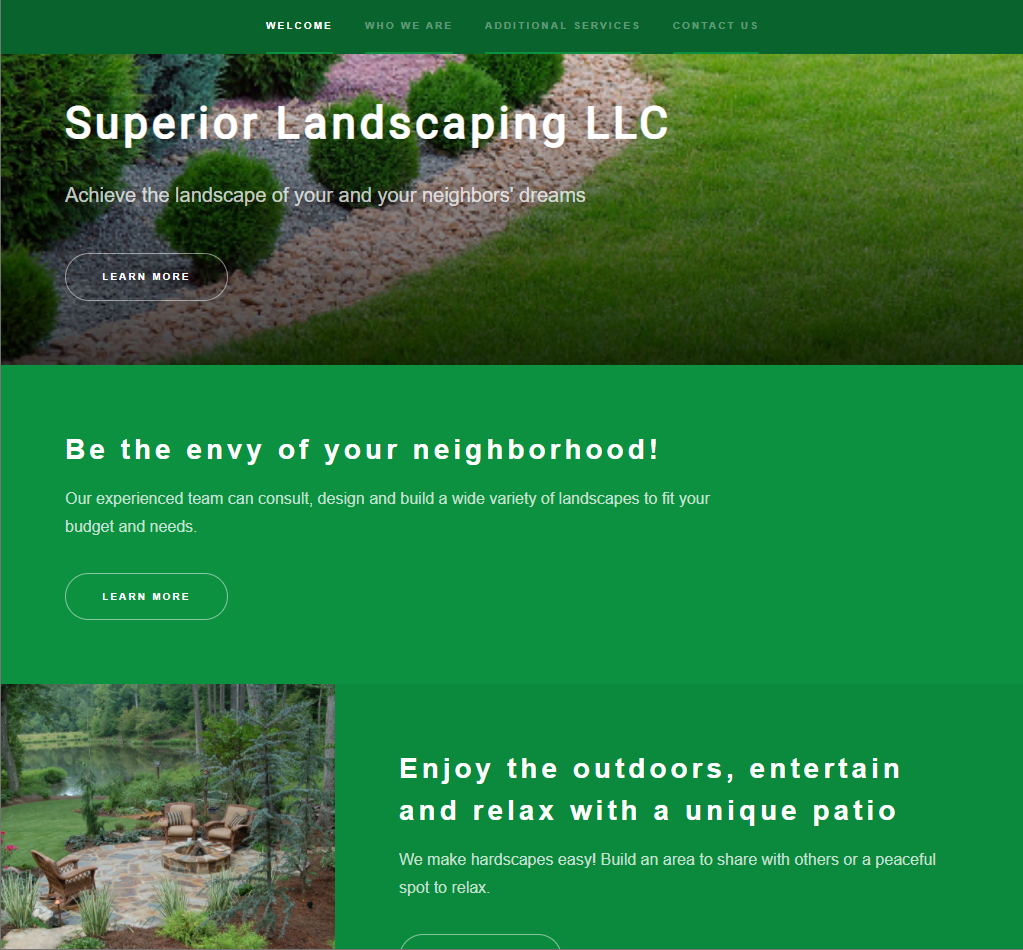 WELCOME WHO WE ARE ADDITIONAL SERVICES CONTACT US
Superior Landscaping LLC
Achieve the landscape of your and your neighbors' dreams
LEARN MORE
Be the envy of your neighborhood!
Our experienced team can consult, design and build a wide variety of landscapes to fit your
budget and needs.
LEARN MORE
Enjoy the outdoors, entertain
and relax with a unique patio
We make hardscapes easy! Build an area to share with others or a peaceful
spot to relax.